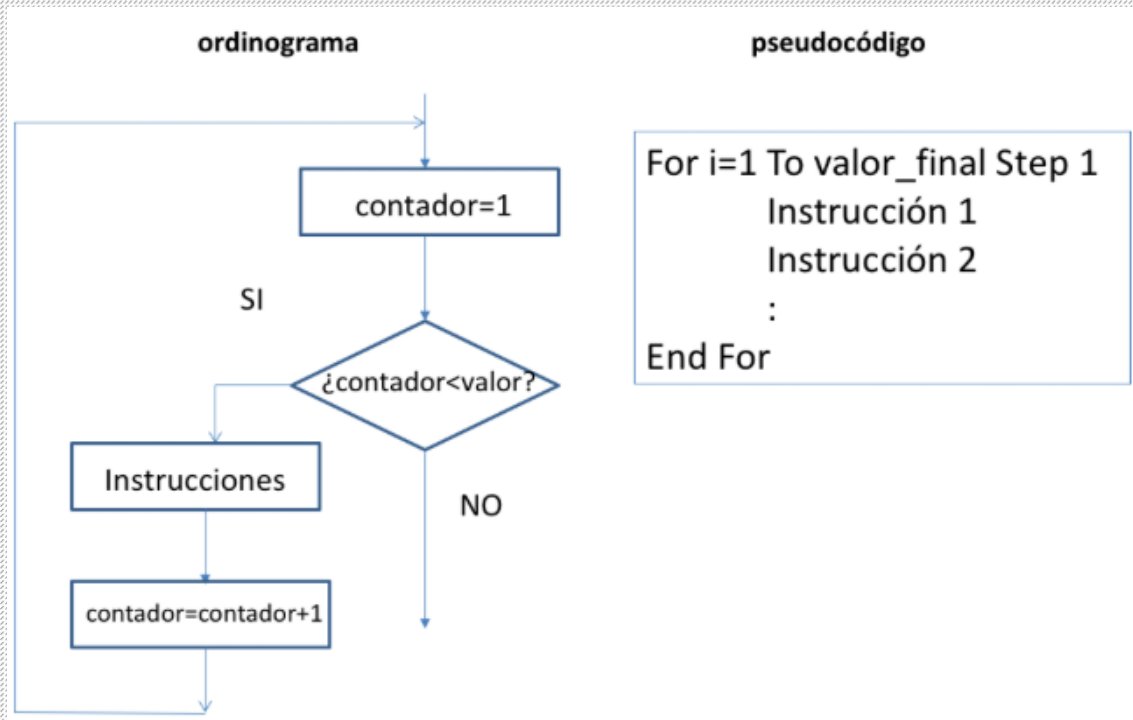 ordinograma
pseudocódigo
contador=1
SI
¿contador<valor?
Instrucciones
NO
contador=contador+1
For i=1 To valor_final Step 1
Instrucción 1
Instrucción 2
:
End For